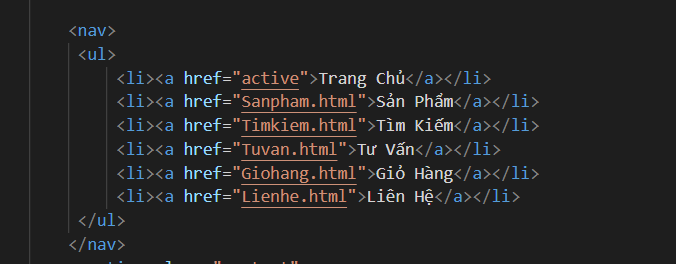 <nav>
<ul>
<li><a href="active">Trang Chủ</a></li>
<li><a href="Sanpham.html">Sản Phẩm</a></li>
<li><a href="Timkiem.html">Tìm Kiếm</a></li>
<li><a href="Tuvan.html">Tư Vấn</a></li>
<li><a href="Giohang.html">Giỏ Hàng</a></li>
<li><a href="Lienhe.html">Liên Hệ</a></li>
</ul>
</nav>